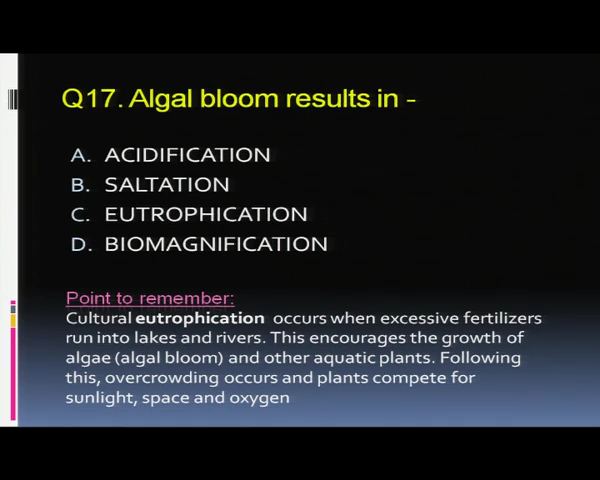 Q17. Algal bloom results in -
A. ACIDIFICATION
B. SALTATION
C. EUTROPHICATION
D. BIOMAGNIFICATION
Point to remember:
Cultural eutrophication occurs when excessive fertilizers
run into lakes and rivers. This encourages the growth of
algae (algal bloom) and other aquatic plants. Following
this, overcrowding occurs and plants compete for
sunlight, space and oxygen